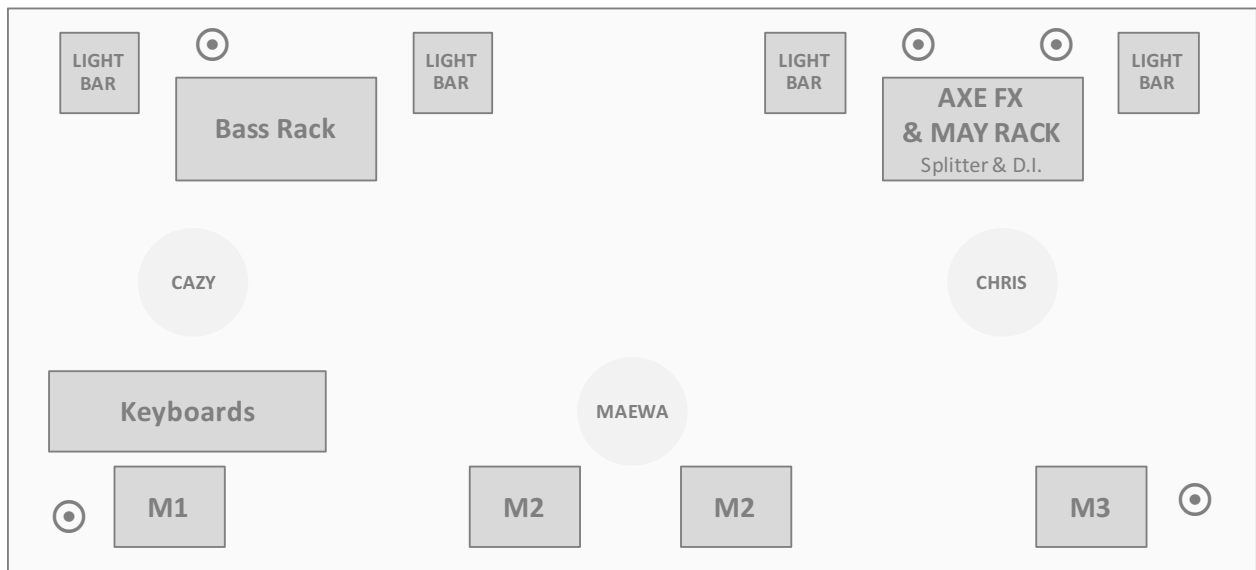 LIGHT
BAR
LIGHT
BAR
LIGHT
BAR
LIGHT
BAR
Bass Rack
AXE FX
& MAY RACK
Splitter & D.I.
CAZY
CHRIS
Keyboards
MAEWA
M1
M2
M2
M3